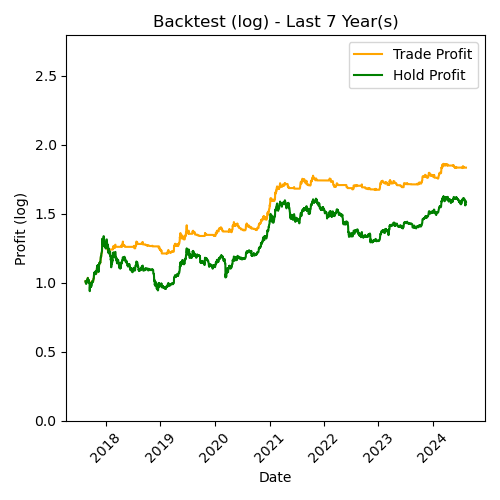 Backtest (log) - Last 7 Year(s)
Trade Profit
Hold Profit
Profit (log)
2.5
2.0
1.5
1.0
0.5
0.0
2018
2019
2020
2021
2022
2023
2024
Date